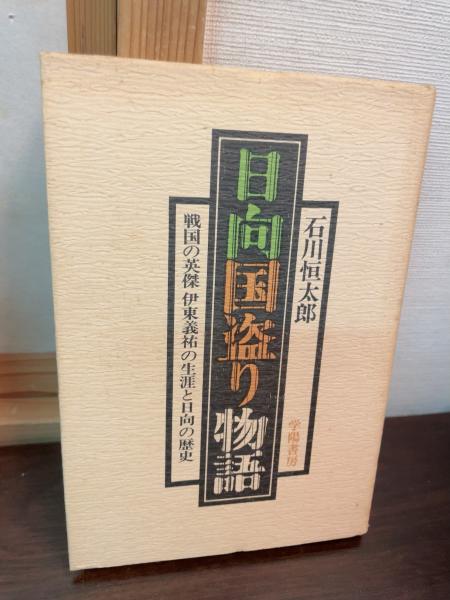 石川恒太郎
日向国盗り物語
戦国の英傑 伊東義祐の生涯と日向の歴史
学陽書房